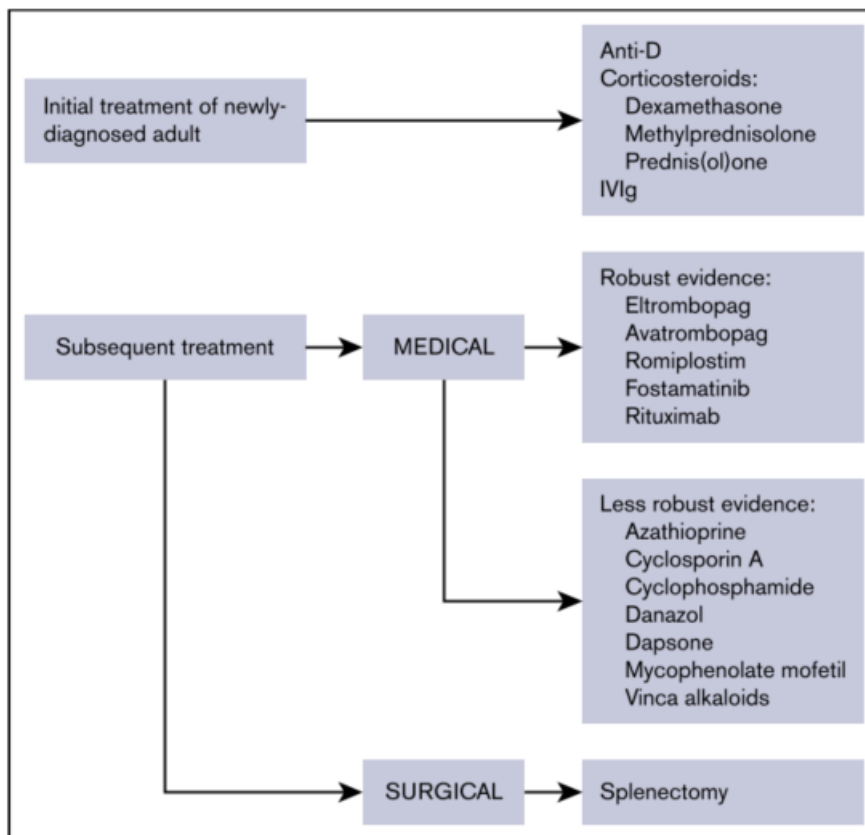 Initial treatment of newly-
diagnosed adult
Anti-D
Corticosteroids:
Dexamethasone
Methylprednisolone
Prednis(ol)one
IVIg
Subsequent treatment
MEDICAL
Robust evidence:
Eltrombopag
Avatrombopag
Romiplostim
Fostamatinib
Rituximab
Less robust evidence:
Azathioprine
Cyclosporin A
Cyclophosphamide
Danazol
Dapsone
Mycophenolate mofetil
Vinca alkaloids
SURGICAL
Splenectomy